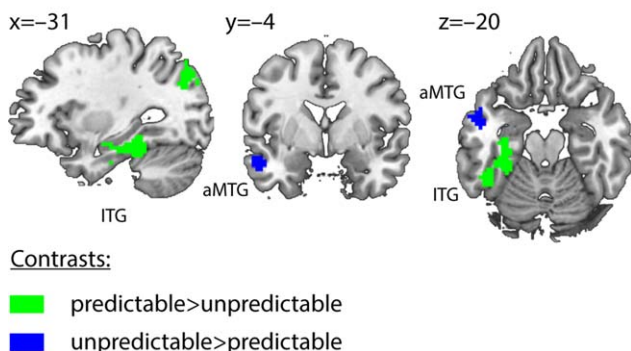 x=–31
y=–4
z=–20
aMTG
aMTG
ITG
ITG
Contrasts:
predictable>unpredictable
unpredictable>predictable